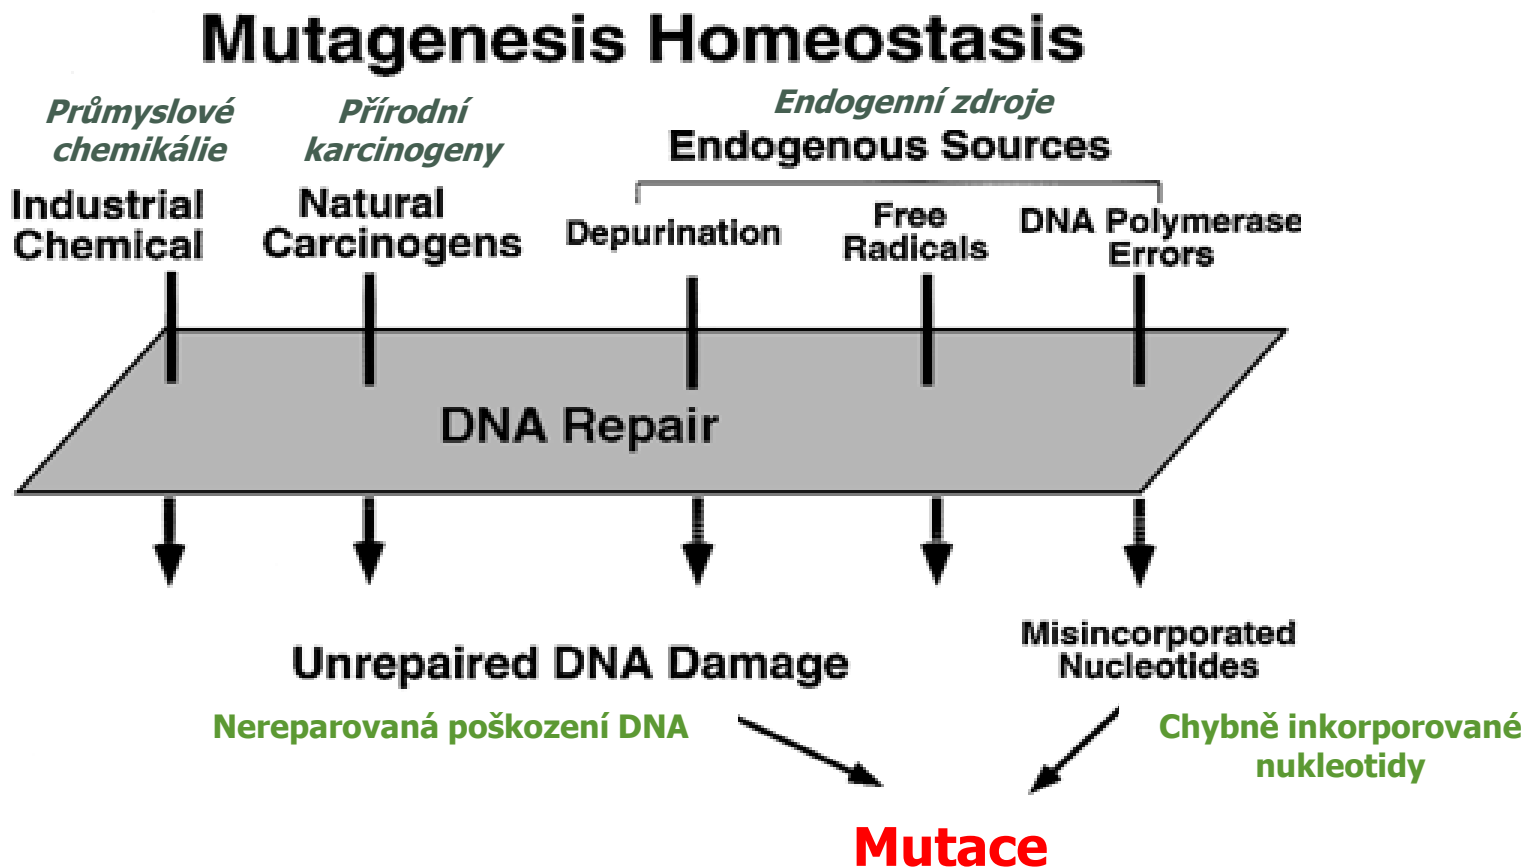 Mutagenesis Homeostasis
Průmyslové
chemikálie
Přírodní
karcinogeny
Endogenní zdroje
Endogenous Sources
Industrial
Chemical
Natural
Carcinogens
Depurination
Free
Radicals
DNA Polymerase
Errors
DNA Repair
Unrepaired DNA Damage
Misincorporated
Nucleotides
Nereparovaná poškození DNA
Chybně inkorporované
nukleotidy
Mutace